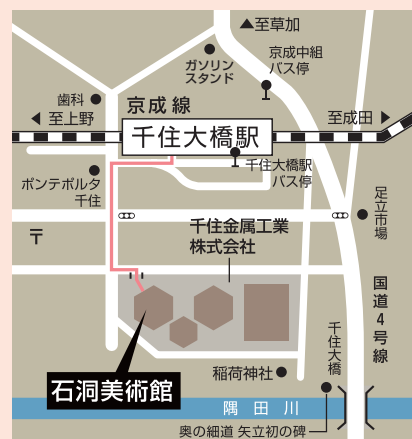 ▲至草加
ガソリン
スタンド
京成中組
バス停
歯科
京成線
◀ 至上野
至成田 ▶
千住大橋駅
千住大橋駅
バス停
ポンテポルタ
千住
足立市場
千住金属工業
株式会社
〒
国道4号線
千住大橋
稲荷神社
石洞美術館
隅田川
奥の細道 矢立初の碑